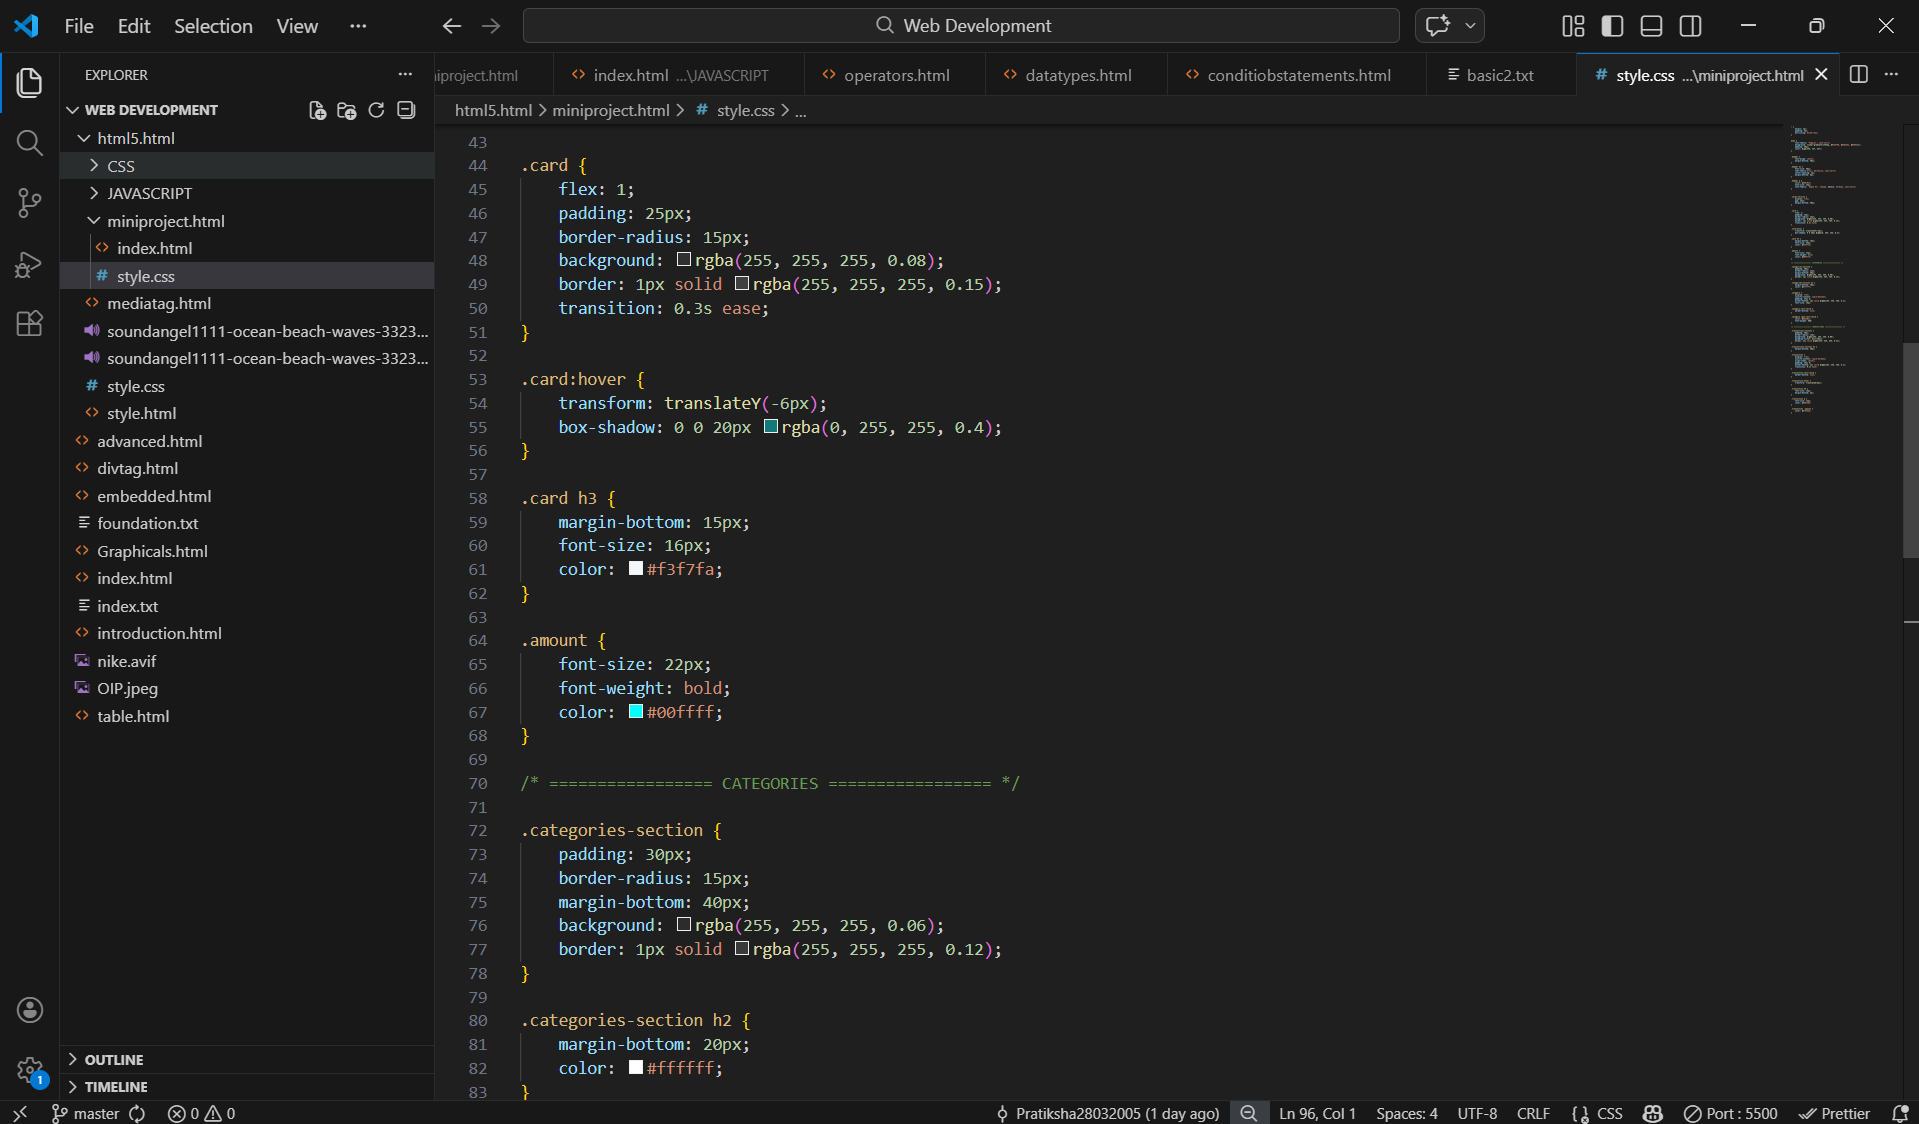 File Edit Selection View ··· Web Development
EXPLORER
WEB DEVELOPMENT
html5.html
CSS
JAVASCRIPT
miniproject.html
index.html
style.css
mediatag.html
soundangel1111-ocean-beach-waves-3323...
soundangel1111-ocean-beach-waves-3323...
style.css
style.html
advanced.html
divtag.html
embedded.html
foundation.txt
Graphicals.html
index.html
index.txt
introduction.html
nike.avif
OIP.jpeg
table.html
OUTLINE
TIMELINE
iproject.html index.html ...\JAVASCRIPT operators.html datatypes.html conditiobstatements.html basic2.txt # style.css ...\miniproject.html
html5.html > miniproject.html > # style.css > ...
43
44 .card {
45 flex: 1;
46 padding: 25px;
47 border-radius: 15px;
48 background: rgba(255, 255, 255, 0.08);
49 border: 1px solid rgba(255, 255, 255, 0.15);
50 transition: 0.3s ease;
51 }
52
53 .card:hover {
54 transform: translateY(-6px);
55 box-shadow: 0 0 20px rgba(0, 255, 255, 0.4);
56 }
57
58 .card h3 {
59 margin-bottom: 15px;
60 font-size: 16px;
61 color: #f3f7fa;
62 }
63
64 .amount {
65 font-size: 22px;
66 font-weight: bold;
67 color: #00ffff;
68 }
69
70 /* ================= CATEGORIES ================= */
71
72 .categories-section {
73 padding: 30px;
74 border-radius: 15px;
75 margin-bottom: 40px;
76 background: rgba(255, 255, 255, 0.06);
77 border: 1px solid rgba(255, 255, 255, 0.12);
78 }
79
80 .categories-section h2 {
81 margin-bottom: 20px;
82 color: #ffffff;
83 }
1
master 0 0 Pratiksha28032005 (1 day ago) Ln 96, Col 1 Spaces: 4 UTF-8 CRLF {} CSS Port : 5500 Prettier